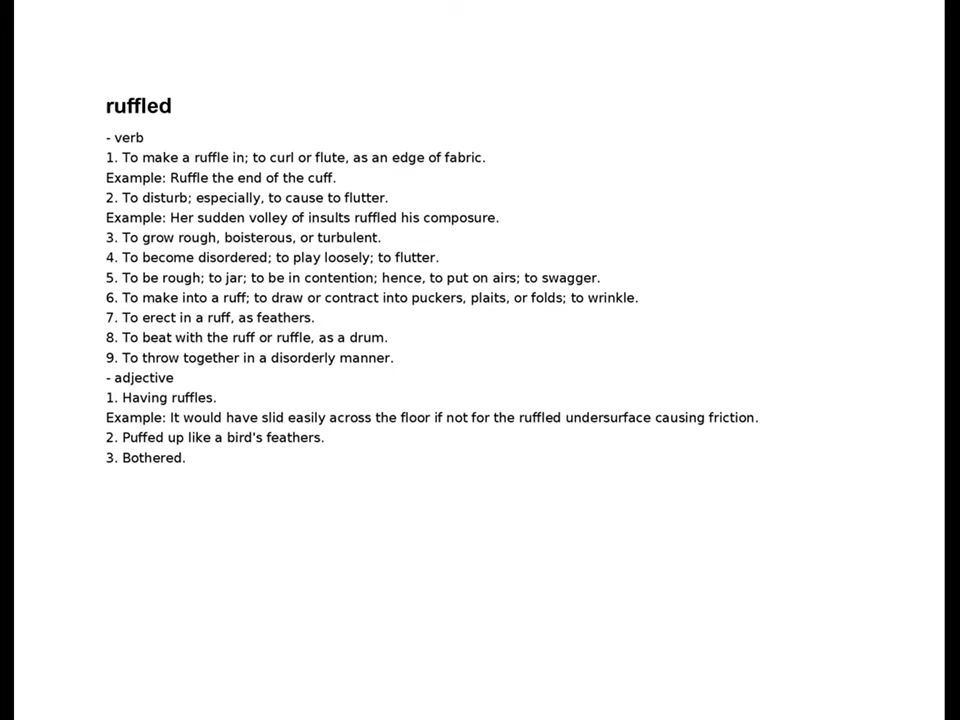 ruffled
- verb
1. To make a ruffle in; to curl or flute, as an edge of fabric.
Example: Ruffle the end of the cuff.
2. To disturb; especially, to cause to flutter.
Example: Her sudden volley of insults ruffled his composure.
3. To grow rough, boisterous, or turbulent.
4. To become disordered; to play loosely; to flutter.
5. To be rough; to jar; to be in contention; hence, to put on airs; to swagger.
6. To make into a ruff; to draw or contract into puckers, plaits, or folds; to wrinkle.
7. To erect in a ruff, as feathers.
8. To beat with the ruff or ruffle, as a drum.
9. To throw together in a disorderly manner.
- adjective
1. Having ruffles.
Example: It would have slid easily across the floor if not for the ruffled undersurface causing friction.
2. Puffed up like a bird's feathers.
3. Bothered.